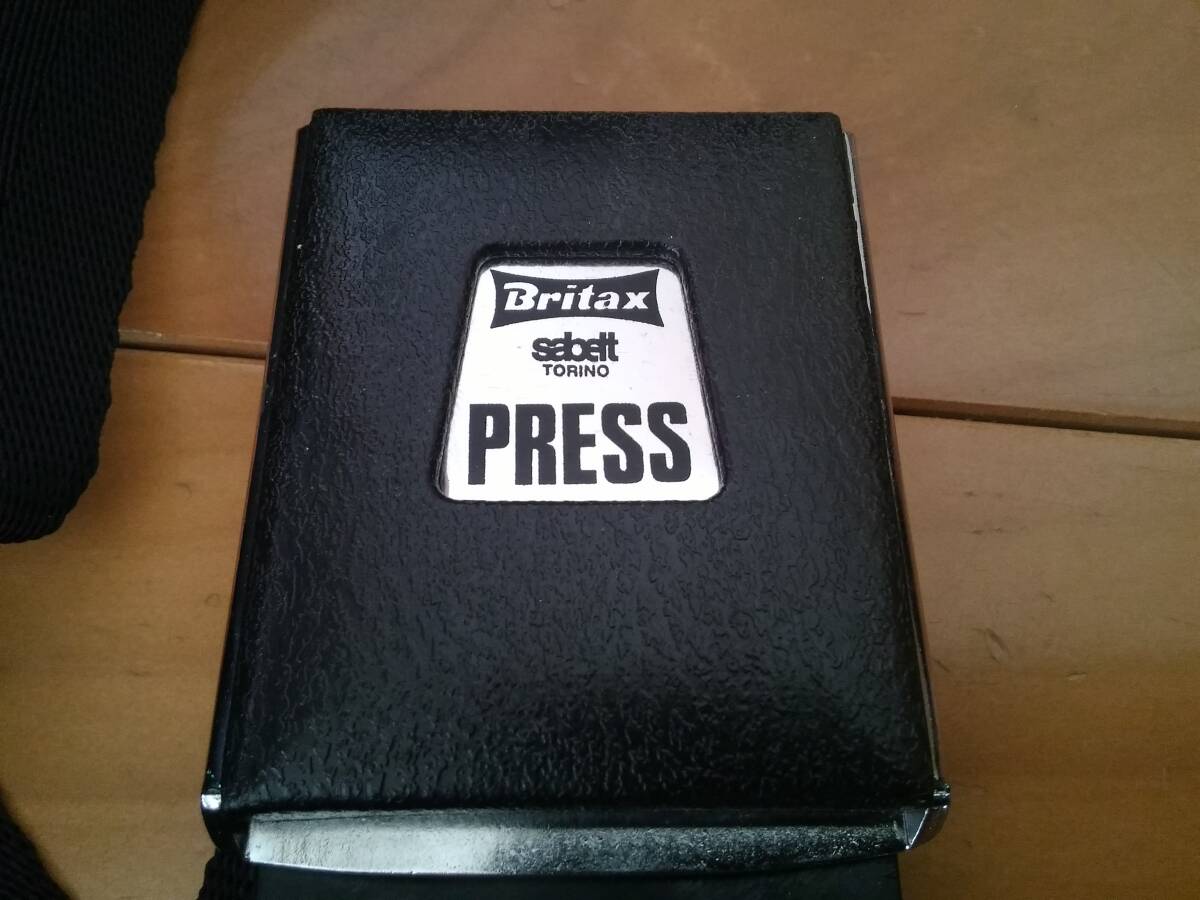 Britax
sabelt
TORINO
PRESS